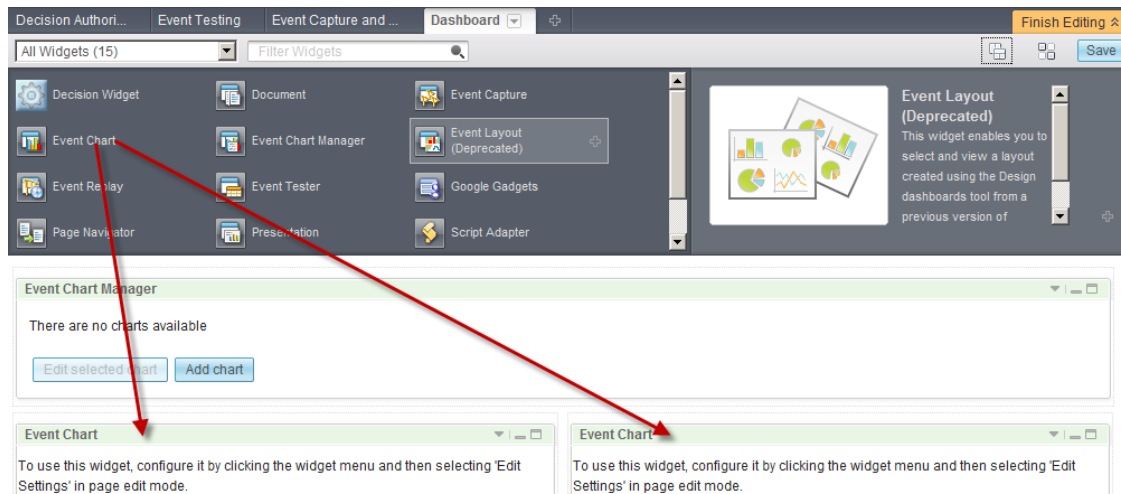 Decision Authori... Event Testing Event Capture and ... Dashboard Finish Editing
All Widgets (15) Filter Widgets Save
Decision Widget Document Event Capture
Event Chart Event Chart Manager Event Layout
(Deprecated)
Event Replay Event Tester Google Gadgets
Page Navigator Presentation Script Adapter
Event Layout
(Deprecated)
This widget enables you to
select and view a layout
created using the Design
dashboards tool from a
previous version of
Event Chart Manager
There are no charts available
Edit selected chart Add chart
Event Chart
To use this widget, configure it by clicking the widget menu and then selecting 'Edit
Settings' in page edit mode.
Event Chart
To use this widget, configure it by clicking the widget menu and then selecting 'Edit
Settings' in page edit mode.